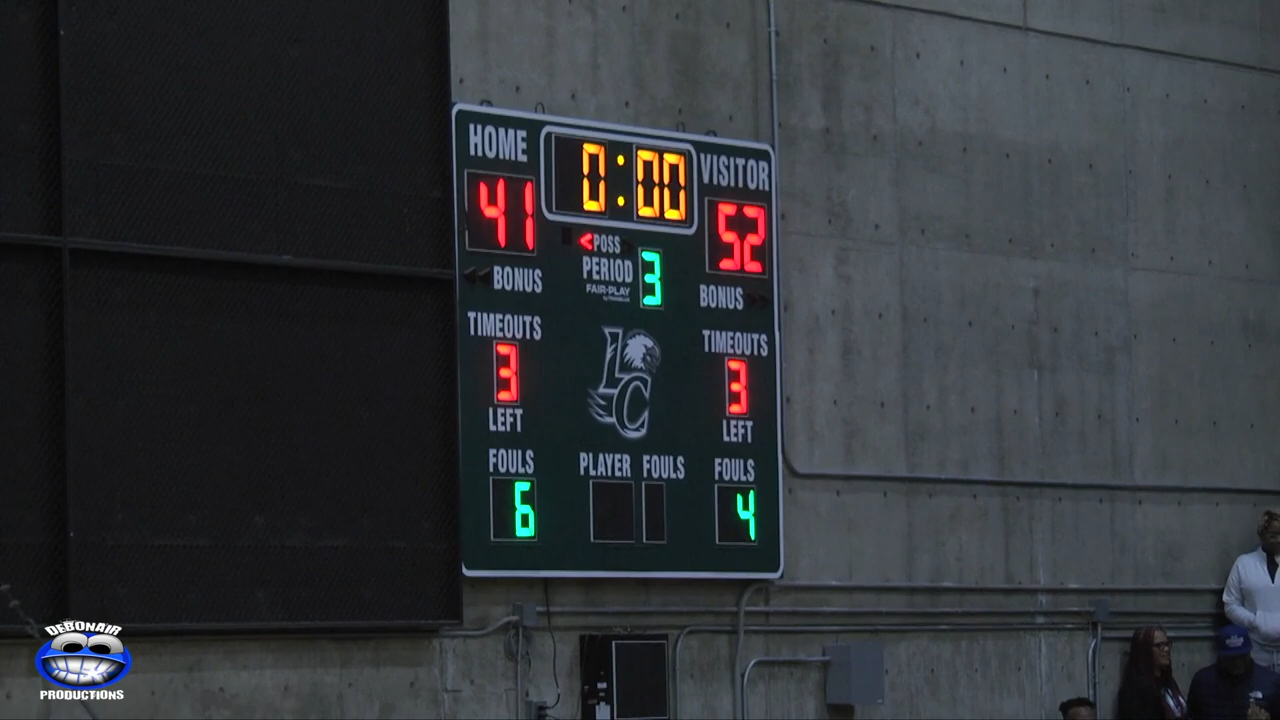 HOME
0:00
VISITOR
41
52
<POSS
PERIOD 3
FAIR-PLAY
BONUS
BONUS
TIMEOUTS
3
LEFT
TIMEOUTS
3
LEFT
LC
FOULS
6
PLAYER FOULS
FOULS
4
DEBONAIR
PRODUCTIONS